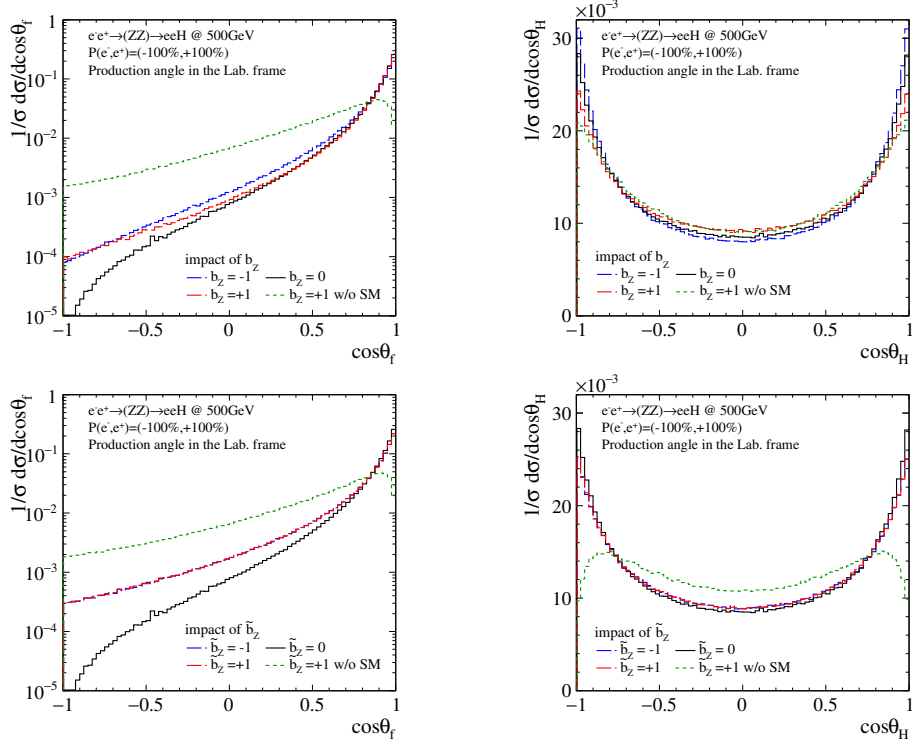 1/σ dσ/dcosθ_f
1
10⁻¹
10⁻²
10⁻³
10⁻⁴
10⁻⁵
e⁻e⁺→(ZZ)→eeH @ 500GeV
P(e⁻,e⁺)=(-100%,+100%)
Production angle in the Lab. frame
impact of b_Z
b_Z = -1 b_Z = 0
b_Z =+1 b_Z =+1 w/o SM
−1 −0.5 0 0.5 1
cosθ_f
×10⁻³
1/σ dσ/dcosθ_H
30
20
10
0
e⁻e⁺→(ZZ)→eeH @ 500GeV
P(e⁻,e⁺)=(-100%,+100%)
Production angle in the Lab. frame
impact of b_Z
b_Z = -1 b_Z = 0
b_Z =+1 b_Z =+1 w/o SM
−1 −0.5 0 0.5 1
cosθ_H
1/σ dσ/dcosθ_f
1
10⁻¹
10⁻²
10⁻³
10⁻⁴
10⁻⁵
e⁻e⁺→(ZZ)→eeH @ 500GeV
P(e⁻,e⁺)=(-100%,+100%)
Production angle in the Lab. frame
impact of b̃_Z
b̃_Z = -1 b̃_Z = 0
b̃_Z =+1 b̃_Z =+1 w/o SM
−1 −0.5 0 0.5 1
cosθ_f
×10⁻³
1/σ dσ/dcosθ_H
30
20
10
0
e⁻e⁺→(ZZ)→eeH @ 500GeV
P(e⁻,e⁺)=(-100%,+100%)
Production angle in the Lab. frame
impact of b̃_Z
b̃_Z = -1 b̃_Z = 0
b̃_Z =+1 b̃_Z =+1 w/o SM
−1 −0.5 0 0.5 1
cosθ_H